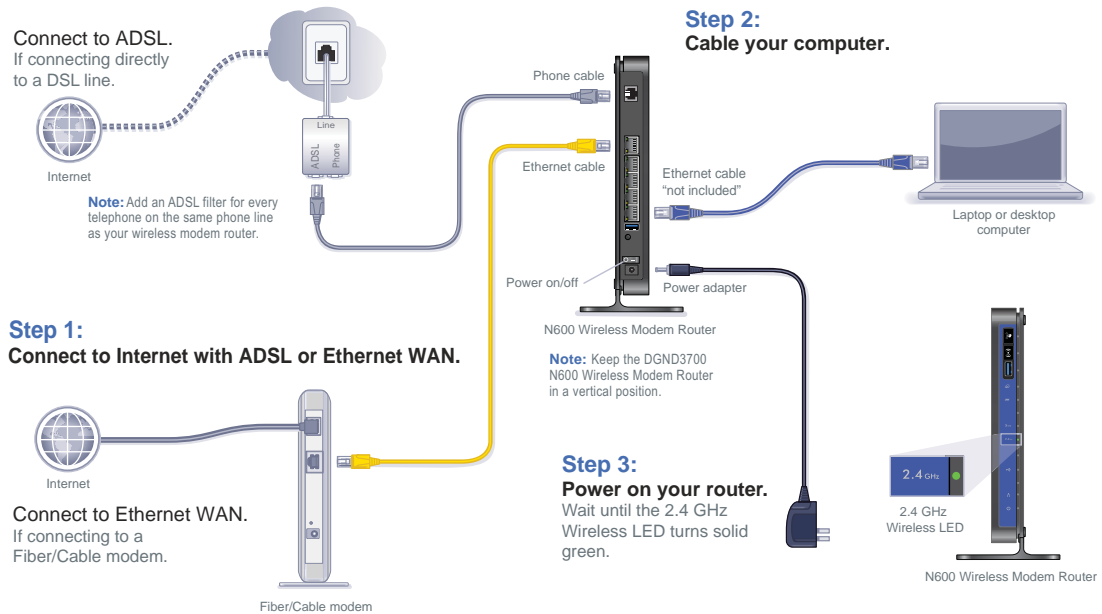 Connect to ADSL.
If connecting directly
to a DSL line.
Internet
Line
ADSL
Phone
Note: Add an ADSL filter for every
telephone on the same phone line
as your wireless modem router.
Step 1:
Connect to Internet with ADSL or Ethernet WAN.
Internet
Connect to Ethernet WAN.
If connecting to a
Fiber/Cable modem.
Fiber/Cable modem
Phone cable
Ethernet cable
Power on/off
N600 Wireless Modem Router
Note: Keep the DGND3700
N600 Wireless Modem Router
in a vertical position.
Step 2:
Cable your computer.
Ethernet cable
“not included”
Laptop or desktop
computer
Power adapter
Step 3:
Power on your router.
Wait until the 2.4 GHz
Wireless LED turns solid
green.
2.4 GHz
2.4 GHz
Wireless LED
N600 Wireless Modem Router